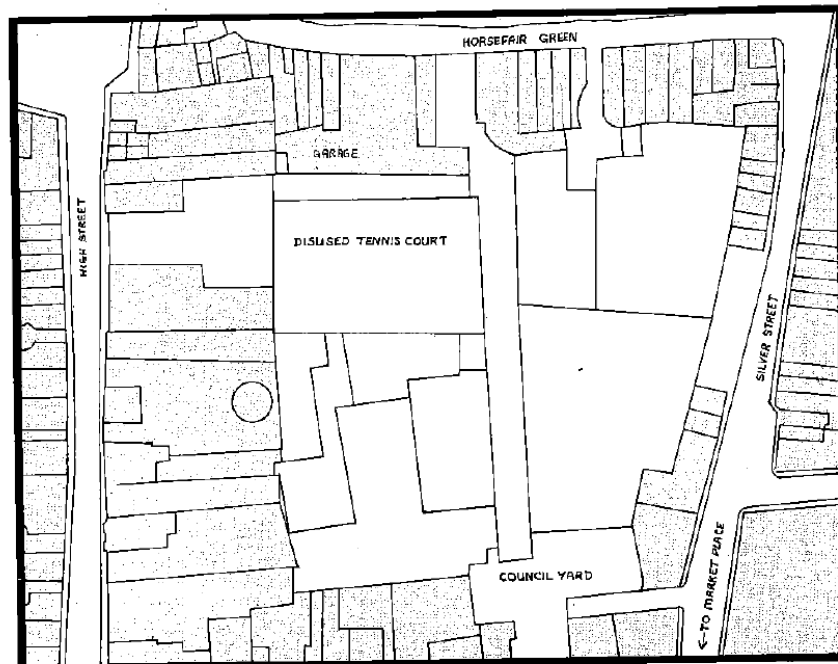 HORSEFAIR GREEN
GARAGE
HIGH STREET
DISUSED TENNIS COURT
SILVER STREET
COUNCIL YARD
←TO MARKET PLACE